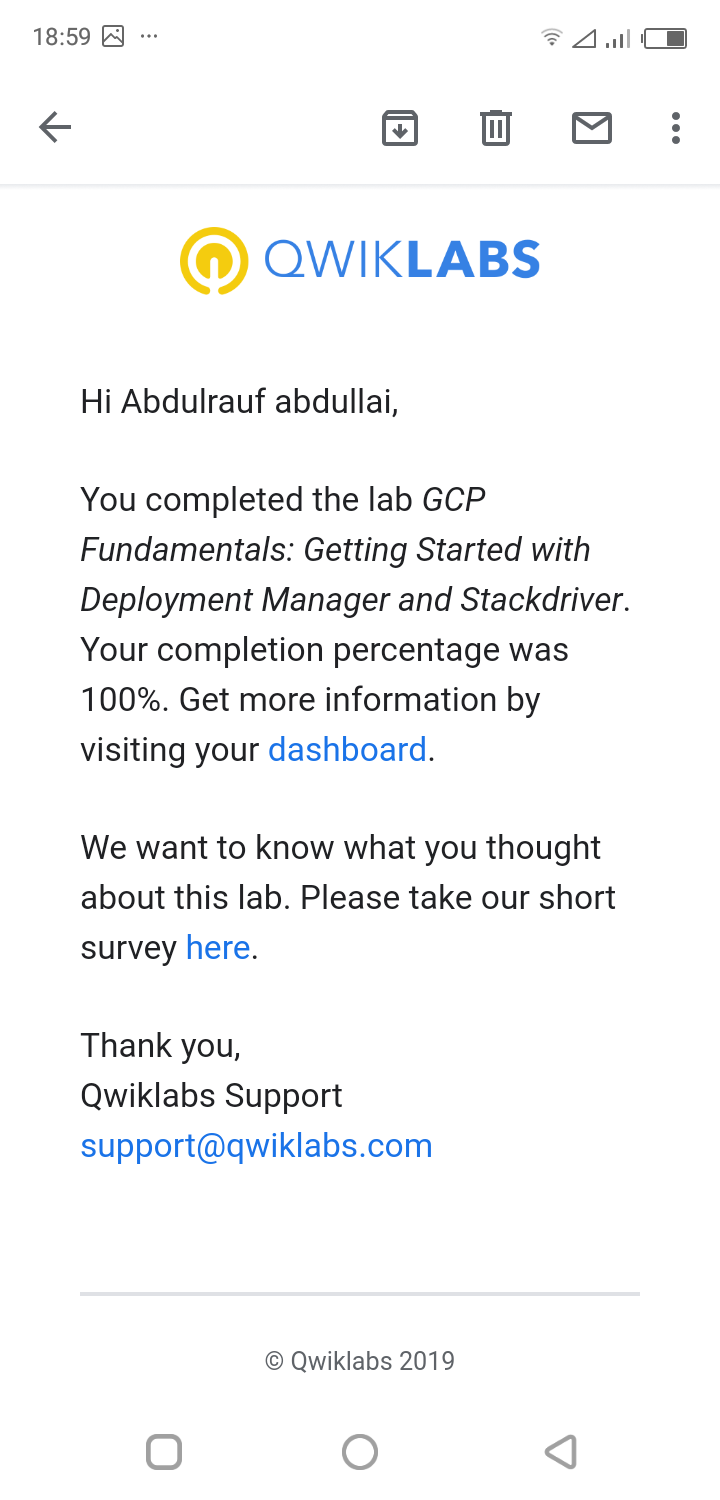 18:59
QWIKLABS
Hi Abdulrauf abdullai,
You completed the lab GCP
Fundamentals: Getting Started with
Deployment Manager and Stackdriver.
Your completion percentage was
100%. Get more information by
visiting your dashboard.
We want to know what you thought
about this lab. Please take our short
survey here.
Thank you,
Qwiklabs Support
support@qwiklabs.com
© Qwiklabs 2019